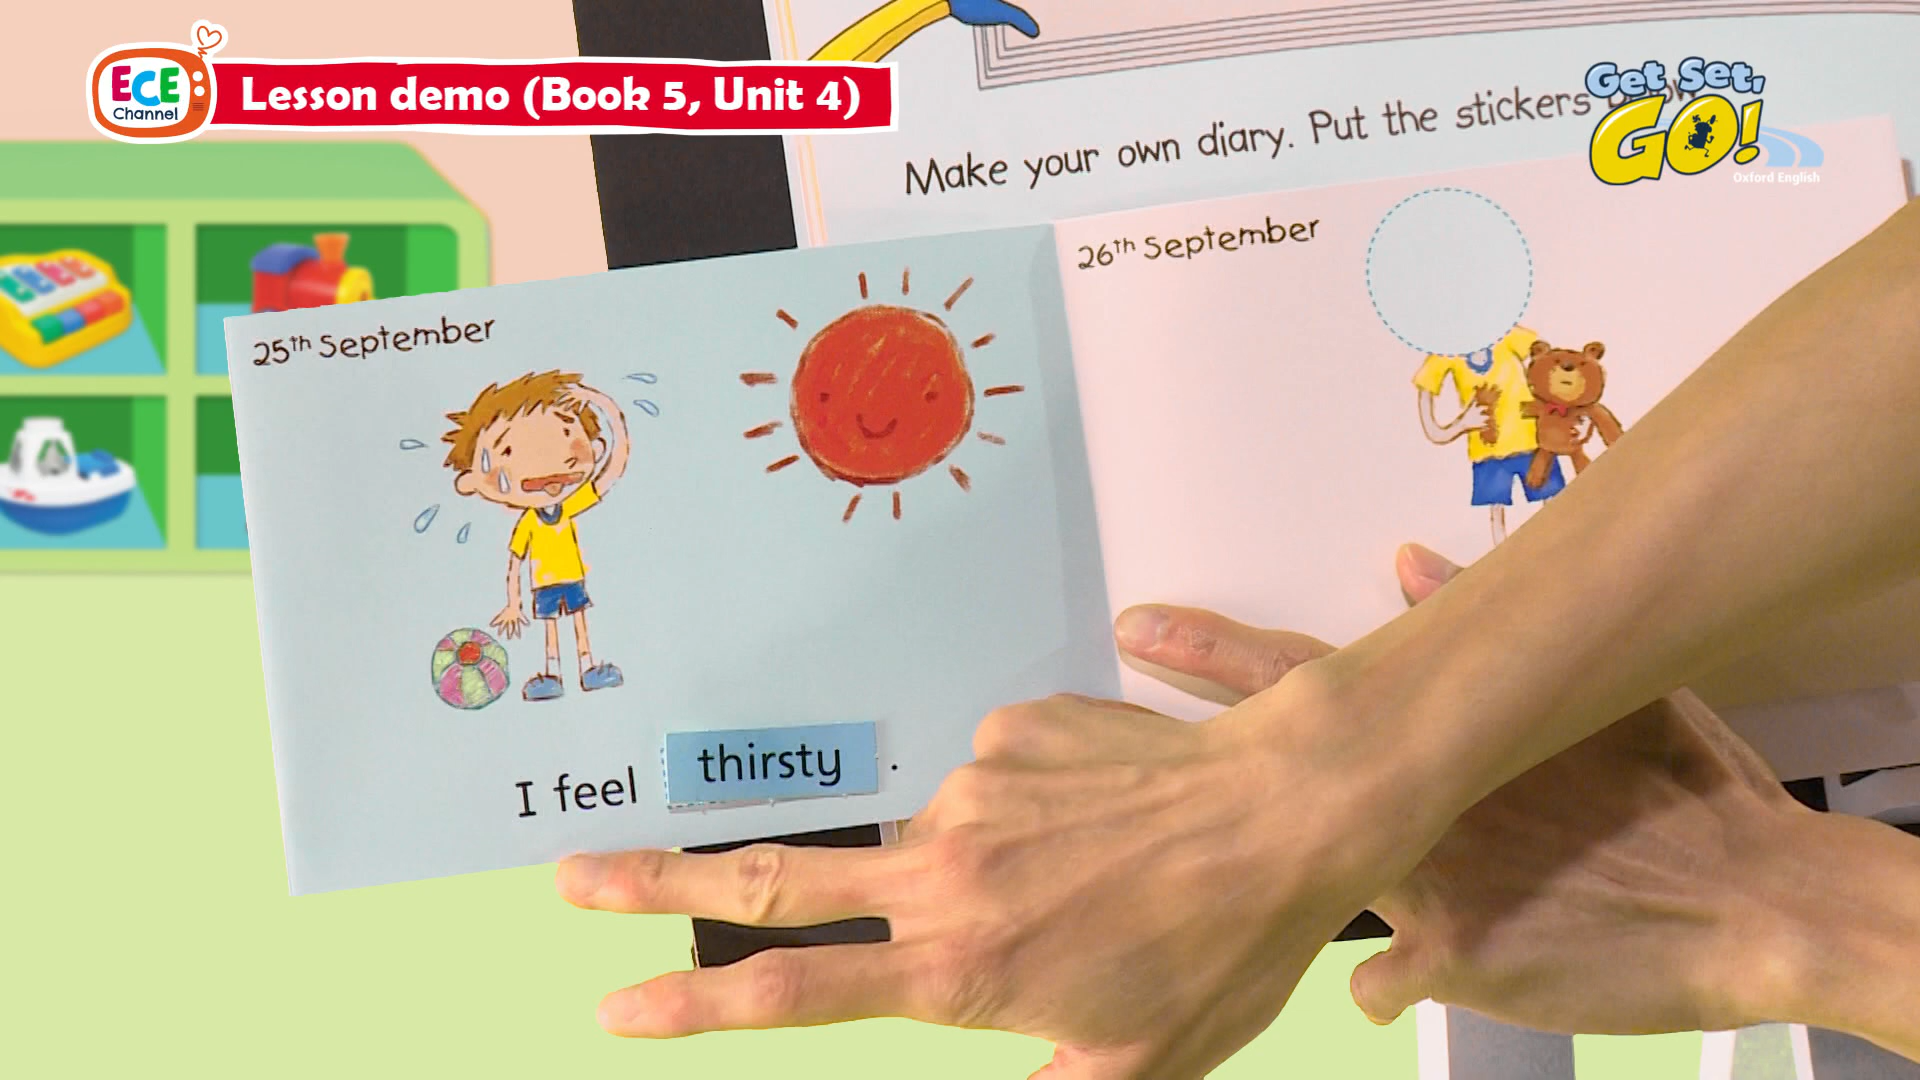 ECE
Channel
Lesson demo (Book 5, Unit 4)
Get Set,
GO!
Oxford English
Make your own diary. Put the stickers below
25th September
26th September
I feel thirsty .